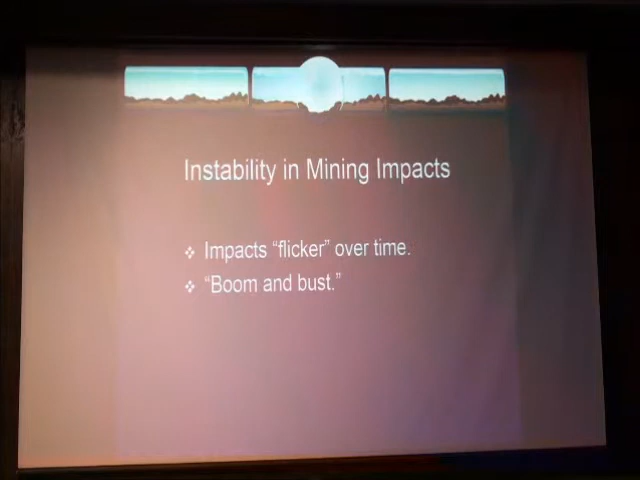 Instability in Mining Impacts
Impacts “flicker” over time.
“Boom and bust.”